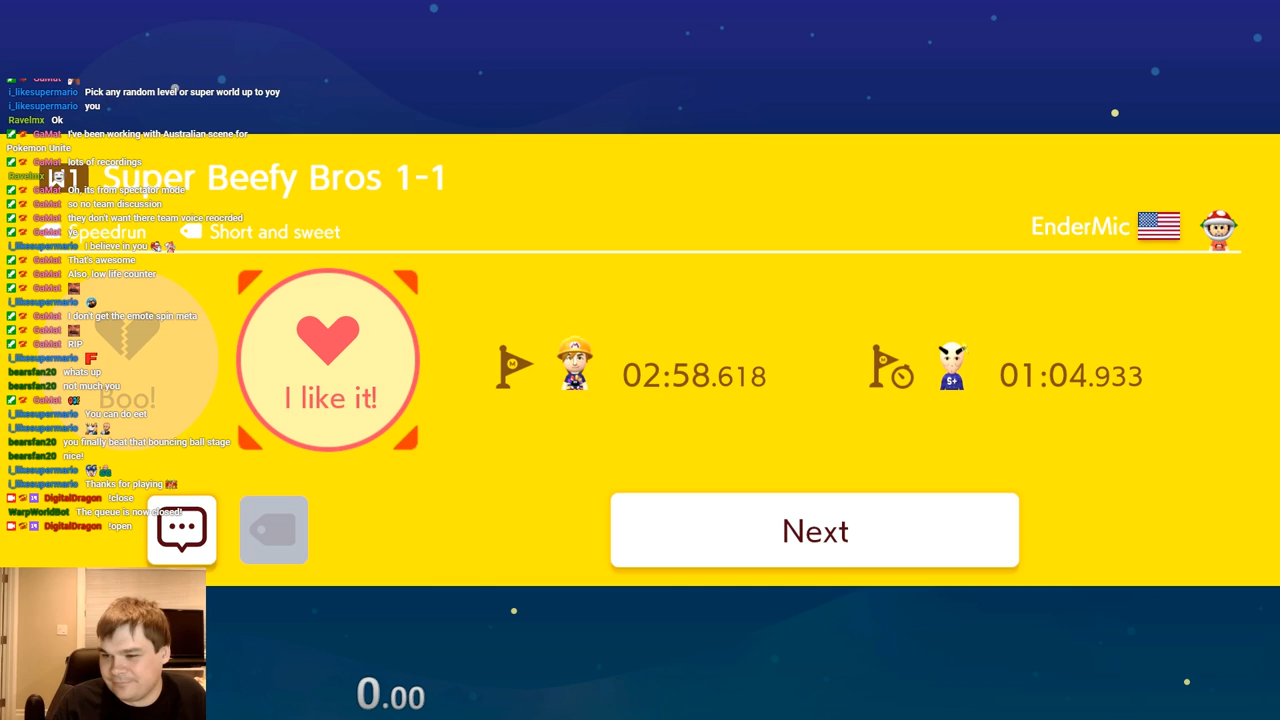 GaMat
i_likesupermario Pick any random level or super world up to yoy
i_likesupermario you
Ravelmx Ok
GaMat I've been working with Australian scene for
Pokemon Unite
GaMat lots of recordings
Ravelmx
GaMat Oh, its from spectator mode
GaMat so no team discussion
GaMat they don't want there team voice reocrded
GaMat
i_likesupermario I believe in you
GaMat That's awesome
GaMat Also, low life counter
GaMat
i_likesupermario
GaMat I don't get the emote spin meta
GaMat
GaMat RIP
i_likesupermario F
bearsfan20 whats up
bearsfan20 not much you
GaMat
i_likesupermario You can do eet
i_likesupermario
bearsfan20 you finally beat that bouncing ball stage
bearsfan20 nice!
i_likesupermario
i_likesupermario Thanks for playing
DigitalDragon !close
WarpWorldBot The queue is now closed!
DigitalDragon !open
1 Super Beefy Bros 1-1
Speedrun Short and sweet
EnderMic
Boo!
I like it!
M 02:58.618
M S+ 01:04.933
Next
0.00